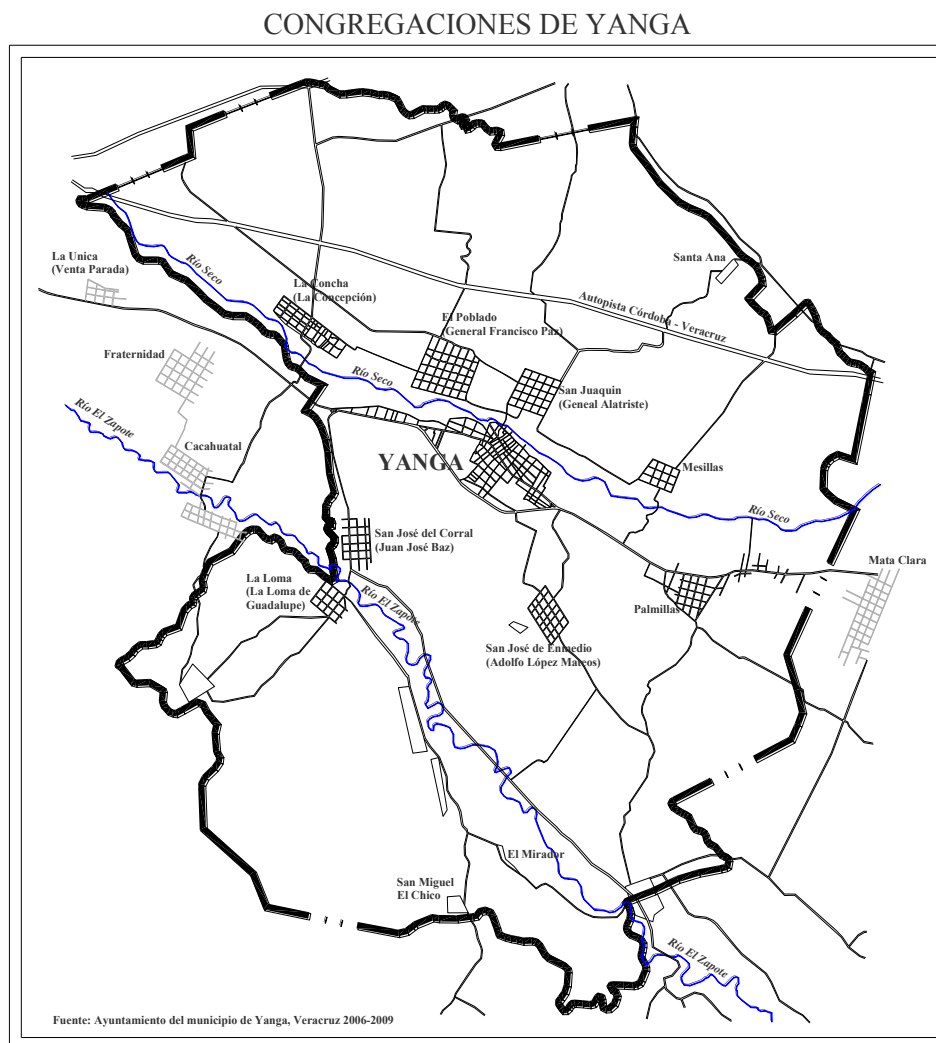 CONGREGACIONES DE YANGA
La Unica
(Venta Parada)
Río Seco
La Concha
(La Concepción)
Santa Ana
Autopista Córdoba - Veracruz
El Poblado
(General Francisco Paz)
Fraternidad
Río Seco
San Juaquin
(Geneal Alatriste)
Río El Zapote
Cacahuatal
YANGA
Mesillas
Río Seco
San José del Corral
(Juan José Baz)
Mata Clara
La Loma
(La Loma de
Guadalupe)
Río El Zapote
Palmillas
San José de Enmedio
(Adolfo López Mateos)
El Mirador
San Miguel
El Chico
Río El Zapote
Fuente: Ayuntamiento del municipio de Yanga, Veracruz 2006-2009